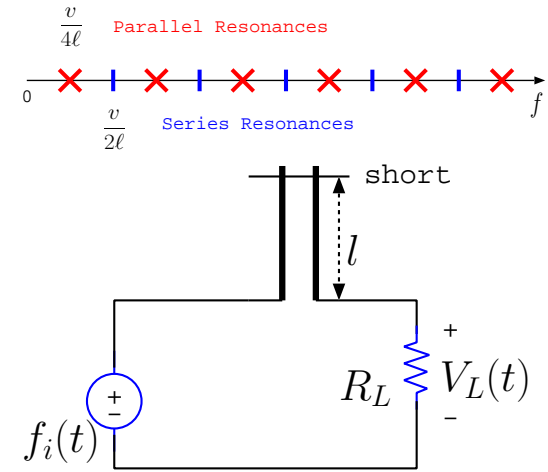 v/4ℓ Parallel Resonances
0 f
v/2ℓ Series Resonances
short
l
+
+
−
R_L V_L(t)
f_i(t)
−